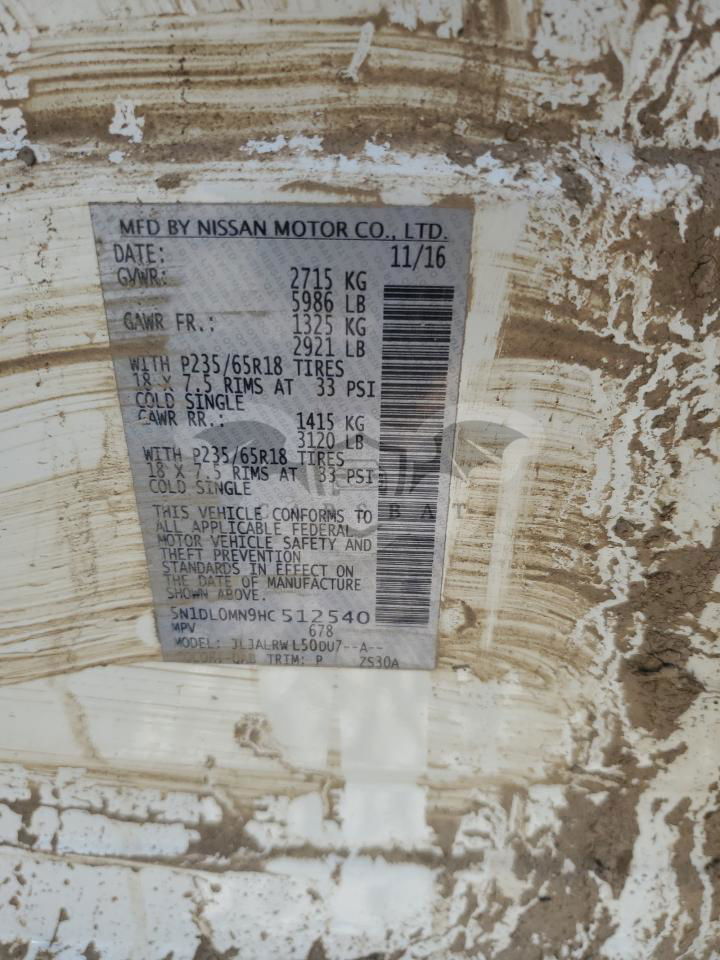 MFD BY NISSAN MOTOR CO., LTD.
DATE: 11/16
GVWR: 2715 KG
5986 LB
GAWR FR.: 1325 KG
2921 LB
WITH P235/65R18 TIRES
18 X 7.5 RIMS AT 33 PSI
COLD SINGLE
GAWR RR.: 1415 KG
3120 LB
WITH P235/65R18 TIRES
18 X 7.5 RIMS AT 33 PSI
COLD SINGLE
THIS VEHICLE CONFORMS TO
ALL APPLICABLE FEDERAL
MOTOR VEHICLE SAFETY AND
THEFT PREVENTION
STANDARDS IN EFFECT ON
THE DATE OF MANUFACTURE
SHOWN ABOVE.
5N1DL0MN9HC 512540
MPV 678
MODEL: JLJALRW L50DU7--A--
TRIM: P ZS30A